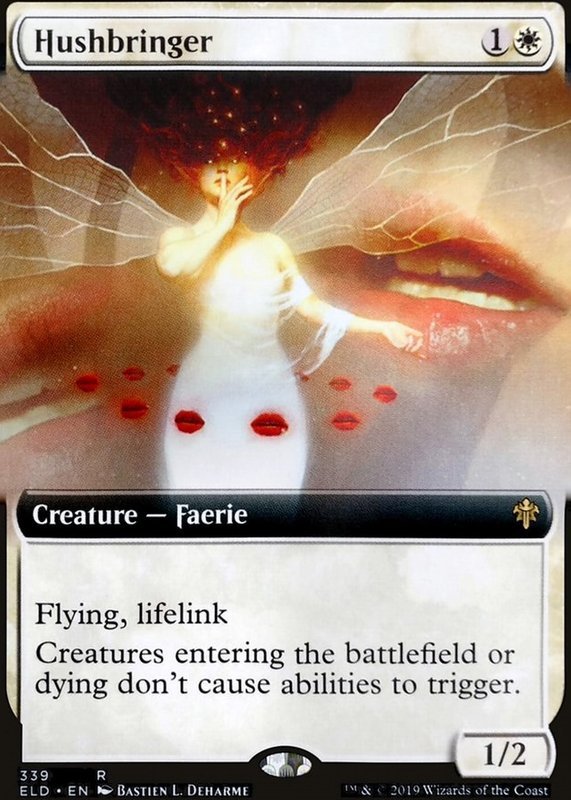 Hushbringer 1
Creature — Faerie
Flying, lifelink
Creatures entering the battlefield or
dying don't cause abilities to trigger.
1/2
339 R
ELD • EN BASTIEN L. DEHARME ™ & © 2019 Wizards of the Coast